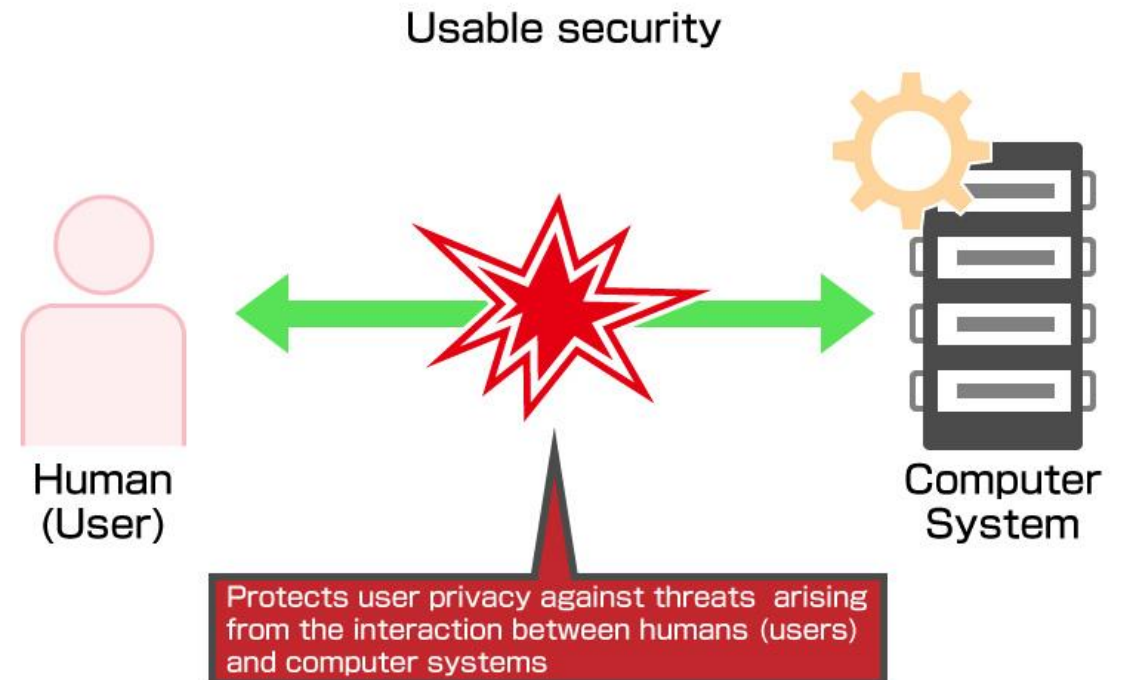 Usable security
Human
(User)
Computer
System
Protects user privacy against threats arising
from the interaction between humans (users)
and computer systems